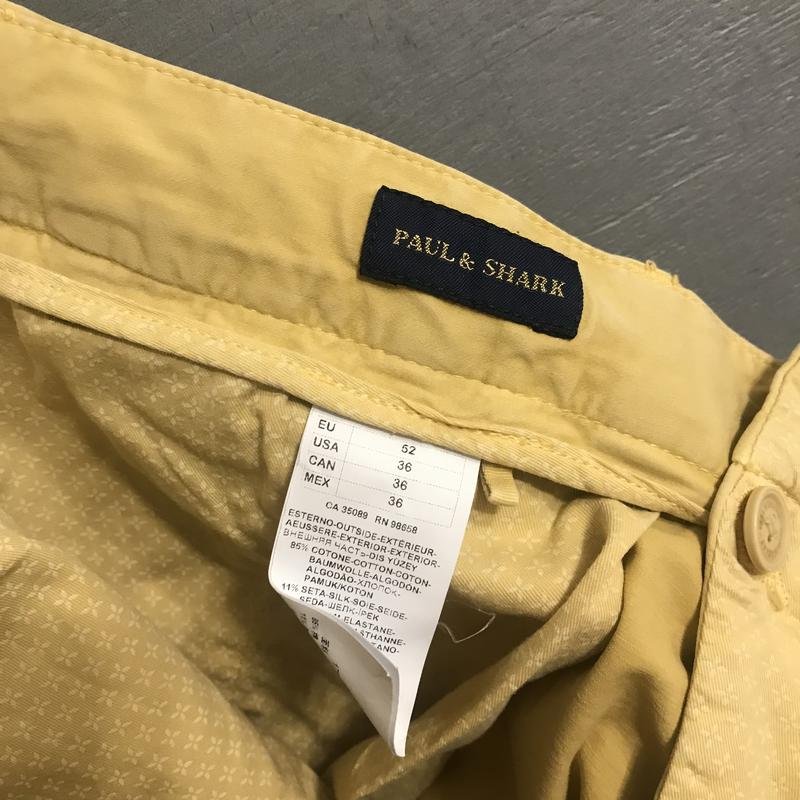 PAUL & SHARK
EU 52
USA 36
CAN 36
MEX 36
CA 35089 RN 98658
ESTERNO-OUTSIDE-EXTÉRIEUR-
AEUSSERE-EXTERIOR-EXTERIOR-
ВНЕШНЯЯ ЧАСТЬ-DIS YÜZEY
85% COTONE-COTTON-COTON-
BAUMWOLLE-ALGODÓN-
ALGODÃO-ХЛОПОК-
PAMUK/KOTON
11% SETA-SILK-SOIE-SEIDE-
SEDA-ШЕЛК-İPEK
ELASTANE-